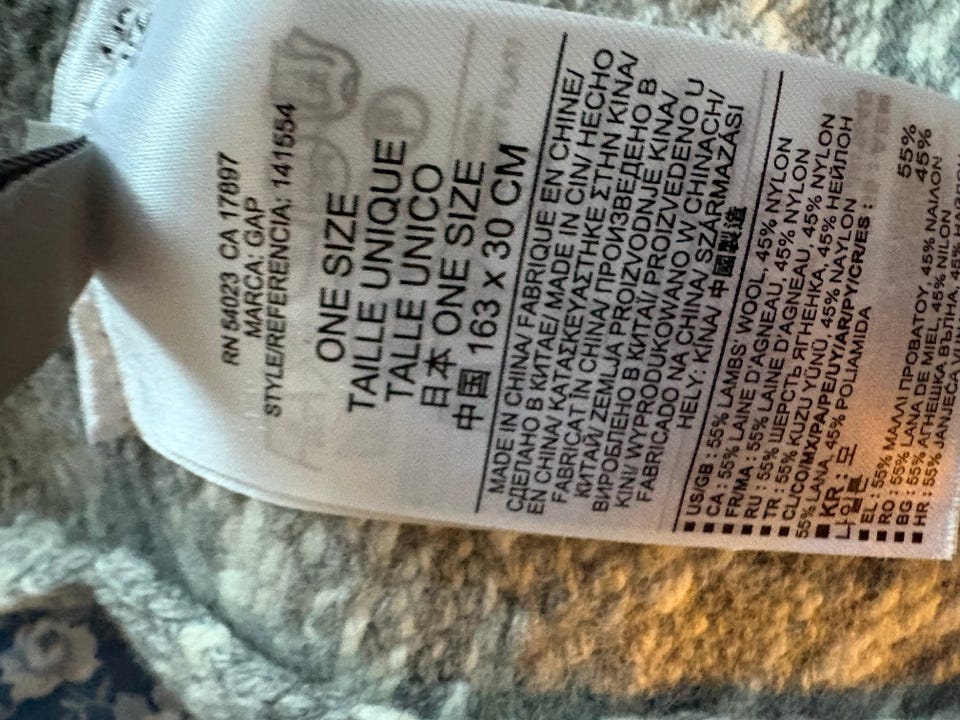 RN 54023 CA 17897
MARCA: GAP
STYLE/REFERENCIA: 141554
ONE SIZE
TAILLE UNIQUE
TALLE UNICO
日本 ONE SIZE
中国 163 x 30 CM
MADE IN CHINA/ FABRIQUE EN CHINE/
СДЕЛАНО В КИТАЕ/ MADE IN CIN/ HECHO
EN CHINA/ ΚΑΤΑΣΚΕΥΑΣΤΗΚΕ ΣΤΗΝ ΚΙΝΑ/
FABRICAT ÎN CHINA/ ПРОИЗВЕДЕНО В
КИТАЙ/ ZEMLJA PROIZVODNJE KINA/
ВИРОБЛЕНО В КИТАЇ/ PROIZVEDENO U
KINI/ WYPRODUKOWANO W CHINACH/
FABRICADO NA CHINA/ SZÁRMAZÁSI
HELY: KÍNA/ 中國製造
■ US/GB : 55% LAMBS' WOOL, 45% NYLON
■ CA : 55% LAINE D'AGNEAU, 45% NYLON
■ FR/MA : 55% LAINE D'AGNEAU, 45% NYLON
■ RU : 55% ШЕРСТЬ ЯГНЕНКА, 45% НЕЙЛОН
■ TR : 55% KUZU YÜNÜ, 45% NAYLON
■ CL/CO/MX/PA/PE/UY/AR/PY/CR/ES :
55% LANA, 45% POLIAMIDA
■ KR : 모 55%
나일론 45%
■ EL : 55% ΜΑΛΛΙ ΠΡΟΒΑΤΟΥ, 45% ΝΑΙΛΟΝ
■ RO : 55% LANA DE MIEL, 45% NILON
■ BG : 55% АГНЕШКА ВЪЛНА, 45%
■ HR : 55% JANJEĆA VUNA, 45%